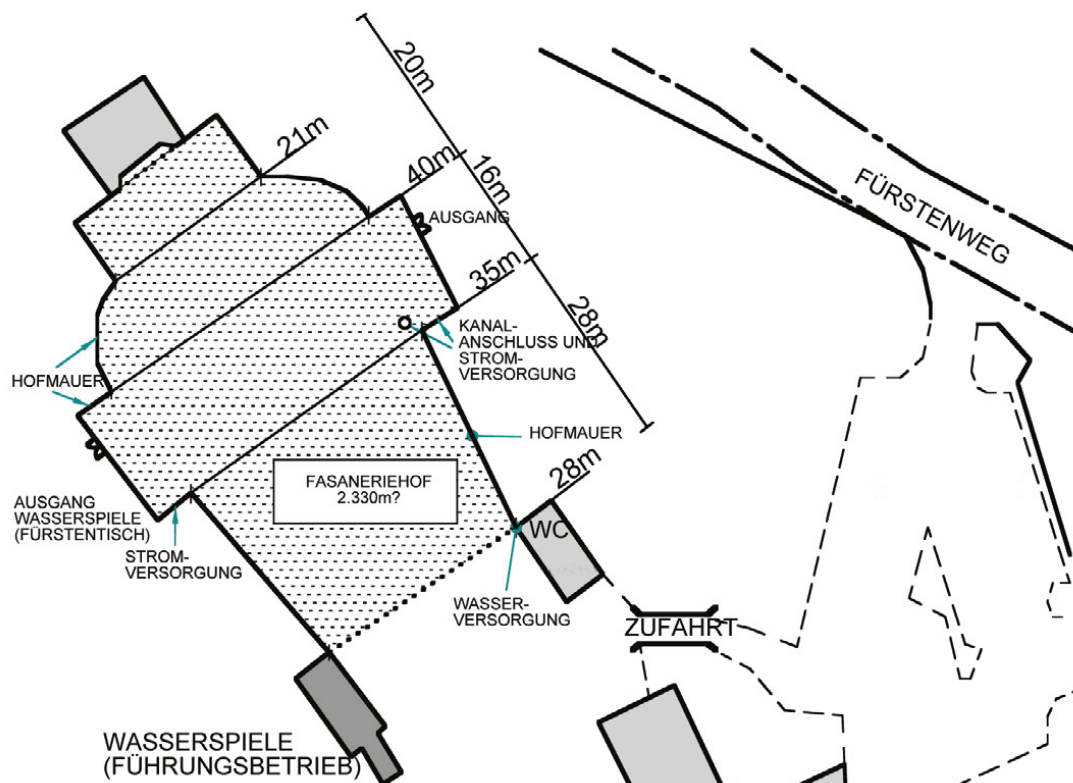 20m
21m
40m
16m
AUSGANG
FÜRSTENWEG
35m
28m
KANAL-
ANSCHLUSS UND
STROM-
VERSORGUNG
HOFMAUER
HOFMAUER
FASANERIEHOF
2.330m?
28m
WC
AUSGANG
WASSERSPIELE
(FÜRSTENTISCH)
STROM-
VERSORGUNG
WASSER-
VERSORGUNG
ZUFAHRT
WASSERSPIELE
(FÜHRUNGSBETRIEB)